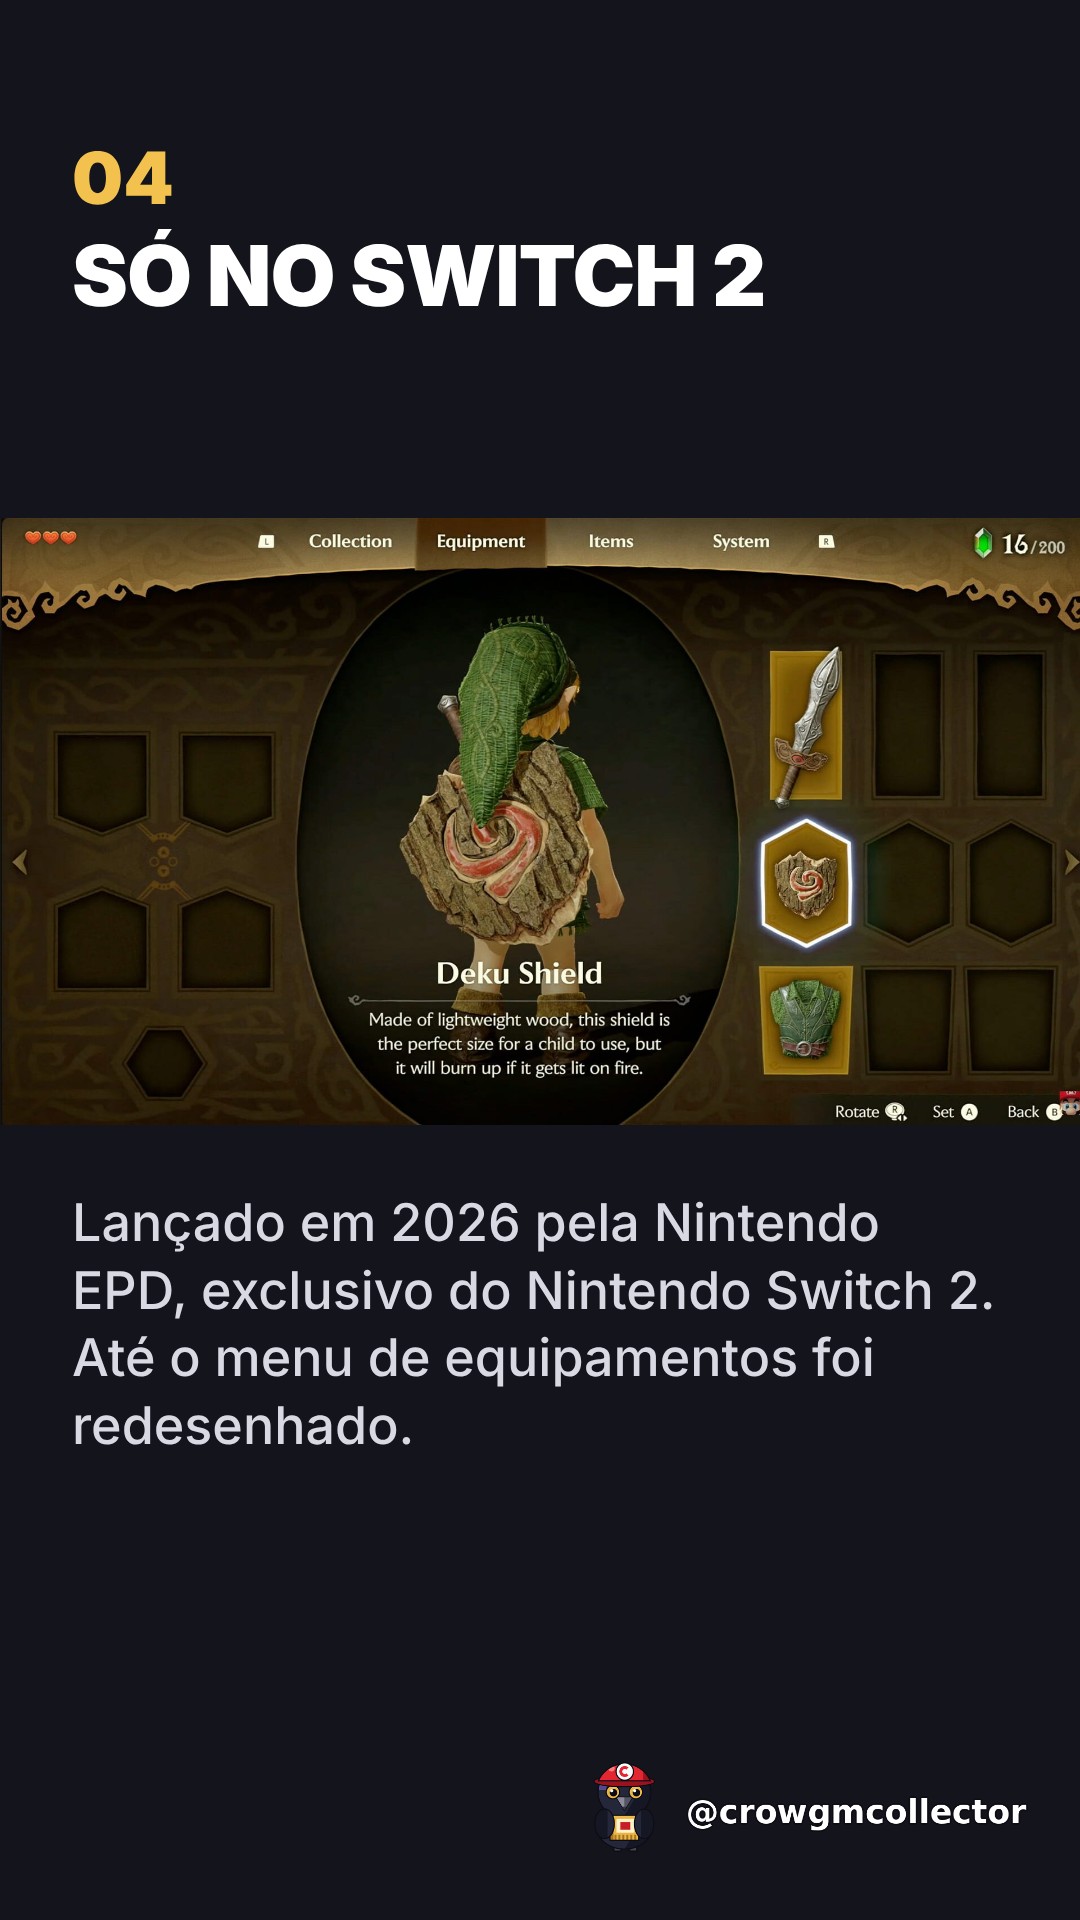 04
SÓ NO SWITCH 2
L Collection Equipment Items System R
16/200
Deku Shield
Made of lightweight wood, this shield is
the perfect size for a child to use, but
it will burn up if it gets lit on fire.
Rotate R Set A Back B
Lançado em 2026 pela Nintendo
EPD, exclusivo do Nintendo Switch 2.
Até o menu de equipamentos foi
redesenhado.
C
@crowgmcollector